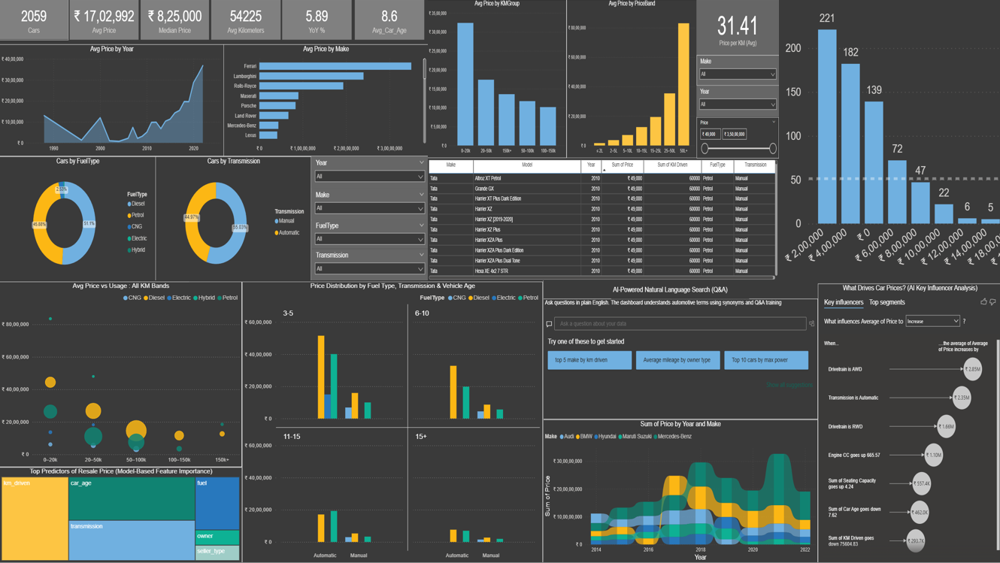 2059
Cars
₹ 17,02,992
Avg Price
₹ 8,25,000
Median Price
54225
Avg Kilometers
5.89
YoY %
8.6
Avg_Car_Age
Avg Price by Year
₹ 40,00,000
₹ 30,00,000
₹ 20,00,000
₹ 10,00,000
₹ 0
1990 2000 2010 2020
Avg Price by Make
Ferrari
Lamborghini
Rolls-Royce
Maserati
Porsche
Land Rover
Mercedes-Benz
Lexus
₹ 0 ₹ 1,00,00,000 ₹ 2,00,00,000 ₹ 3,00,00,000
Avg Price by KMGroup
₹ 35,00,000
₹ 30,00,000
₹ 25,00,000
₹ 20,00,000
₹ 15,00,000
₹ 10,00,000
₹ 5,00,000
₹ 0
0–20k 20–50k 150k+ 50–100k 100–150k
Avg Price by PriceBand
₹ 80,00,000
₹ 60,00,000
₹ 40,00,000
₹ 20,00,000
₹ 0
≤ 2L 2–5L 5–10L 10–15L 15–25L 25–50L 50L+
31.41
Price per KM (Avg)
Make
All
Year
All
Price
₹ 49,000 ₹ 3,50,00,000
200
150
100
50
0
221
182
139
72
47
22
6
5
₹ 2,00,000
₹ 4,00,000
₹ 0
₹ 6,00,000
₹ 8,00,000
₹ 10,00,000
₹ 12,00,000
₹ 14,00,000
Cars by FuelType
2.63%
45.88%
51.1%
FuelType
Diesel
Petrol
CNG
Electric
Hybrid
Cars by Transmission
44.97%
55.03%
Transmission
Manual
Automatic
Year
All
Make
All
FuelType
All
Transmission
All
Make Model Year Sum of Price Sum of KM Driven FuelType Transmission
Tata Altroz XT Petrol 2010 ₹ 49,000 60000 Petrol Manual
Tata Grande GX 2010 ₹ 49,000 60000 Petrol Manual
Tata Harrier XT Plus Dark Edition 2010 ₹ 49,000 60000 Petrol Manual
Tata Harrier XZ 2010 ₹ 49,000 60000 Petrol Manual
Tata Harrier XZ [2019-2020] 2010 ₹ 49,000 60000 Petrol Manual
Tata Harrier XZ Plus 2010 ₹ 49,000 60000 Petrol Manual
Tata Harrier XZA Plus 2010 ₹ 49,000 60000 Petrol Manual
Tata Harrier XZA Plus Dark Edition 2010 ₹ 49,000 60000 Petrol Manual
Tata Harrier XZA Plus Dual Tone 2010 ₹ 49,000 60000 Petrol Manual
Tata Hexa XE 4x2 7 STR 2010 ₹ 49,000 60000 Petrol Manual
Avg Price vs Usage : All KM Bands
CNG Diesel Electric Hybrid Petrol
₹ 80,00,000
₹ 60,00,000
₹ 40,00,000
₹ 20,00,000
₹ 0
0–20k 20–50k 50–100k 100–150k 150k+
Top Predictors of Resale Price (Model-Based Feature Importance)
km_driven
car_age
transmission
fuel
owner
seller_type
Price Distribution by Fuel Type, Transmission & Vehicle Age
FuelType CNG Diesel Electric Petrol
3-5
6-10
₹ 60,00,000
₹ 40,00,000
₹ 20,00,000
₹ 0
11-15
15+
₹ 60,00,000
₹ 40,00,000
₹ 20,00,000
₹ 0
Automatic Manual Automatic Manual
AI-Powered Natural Language Search (Q&A)
Ask questions in plain English. The dashboard understands automotive terms using synonyms and Q&A training
Ask a question about your data
Try one of these to get started
top 5 make by km driven
Average mileage by owner type
Top 10 cars by max power
Show all suggestions
Sum of Price by Year and Make
Make Audi BMW Hyundai Maruti Suzuki Mercedes-Benz
Sum of Price
₹ 30,00,00,000
₹ 20,00,00,000
₹ 10,00,00,000
₹ 0
2014 2016 2018 2020 2022
Year
What Drives Car Prices? (AI Key Influencer Analysis)
Key influencers Top segments
What influences Average of Price to Increase ?
When...
....the average of Average
of Price increases by
Drivetrain is AWD
₹ 2.85M
Transmission is Automatic
₹ 2.35M
Drivetrain is RWD
₹ 1.66M
Engine CC goes up 665.57
₹ 1.10M
Sum of Seating Capacity
goes up 4.24
₹ 557.4K
Sum of Car Age goes down
7.62
₹ 462.0K
Sum of KM Driven goes
down 75604.83
₹ 293.7K